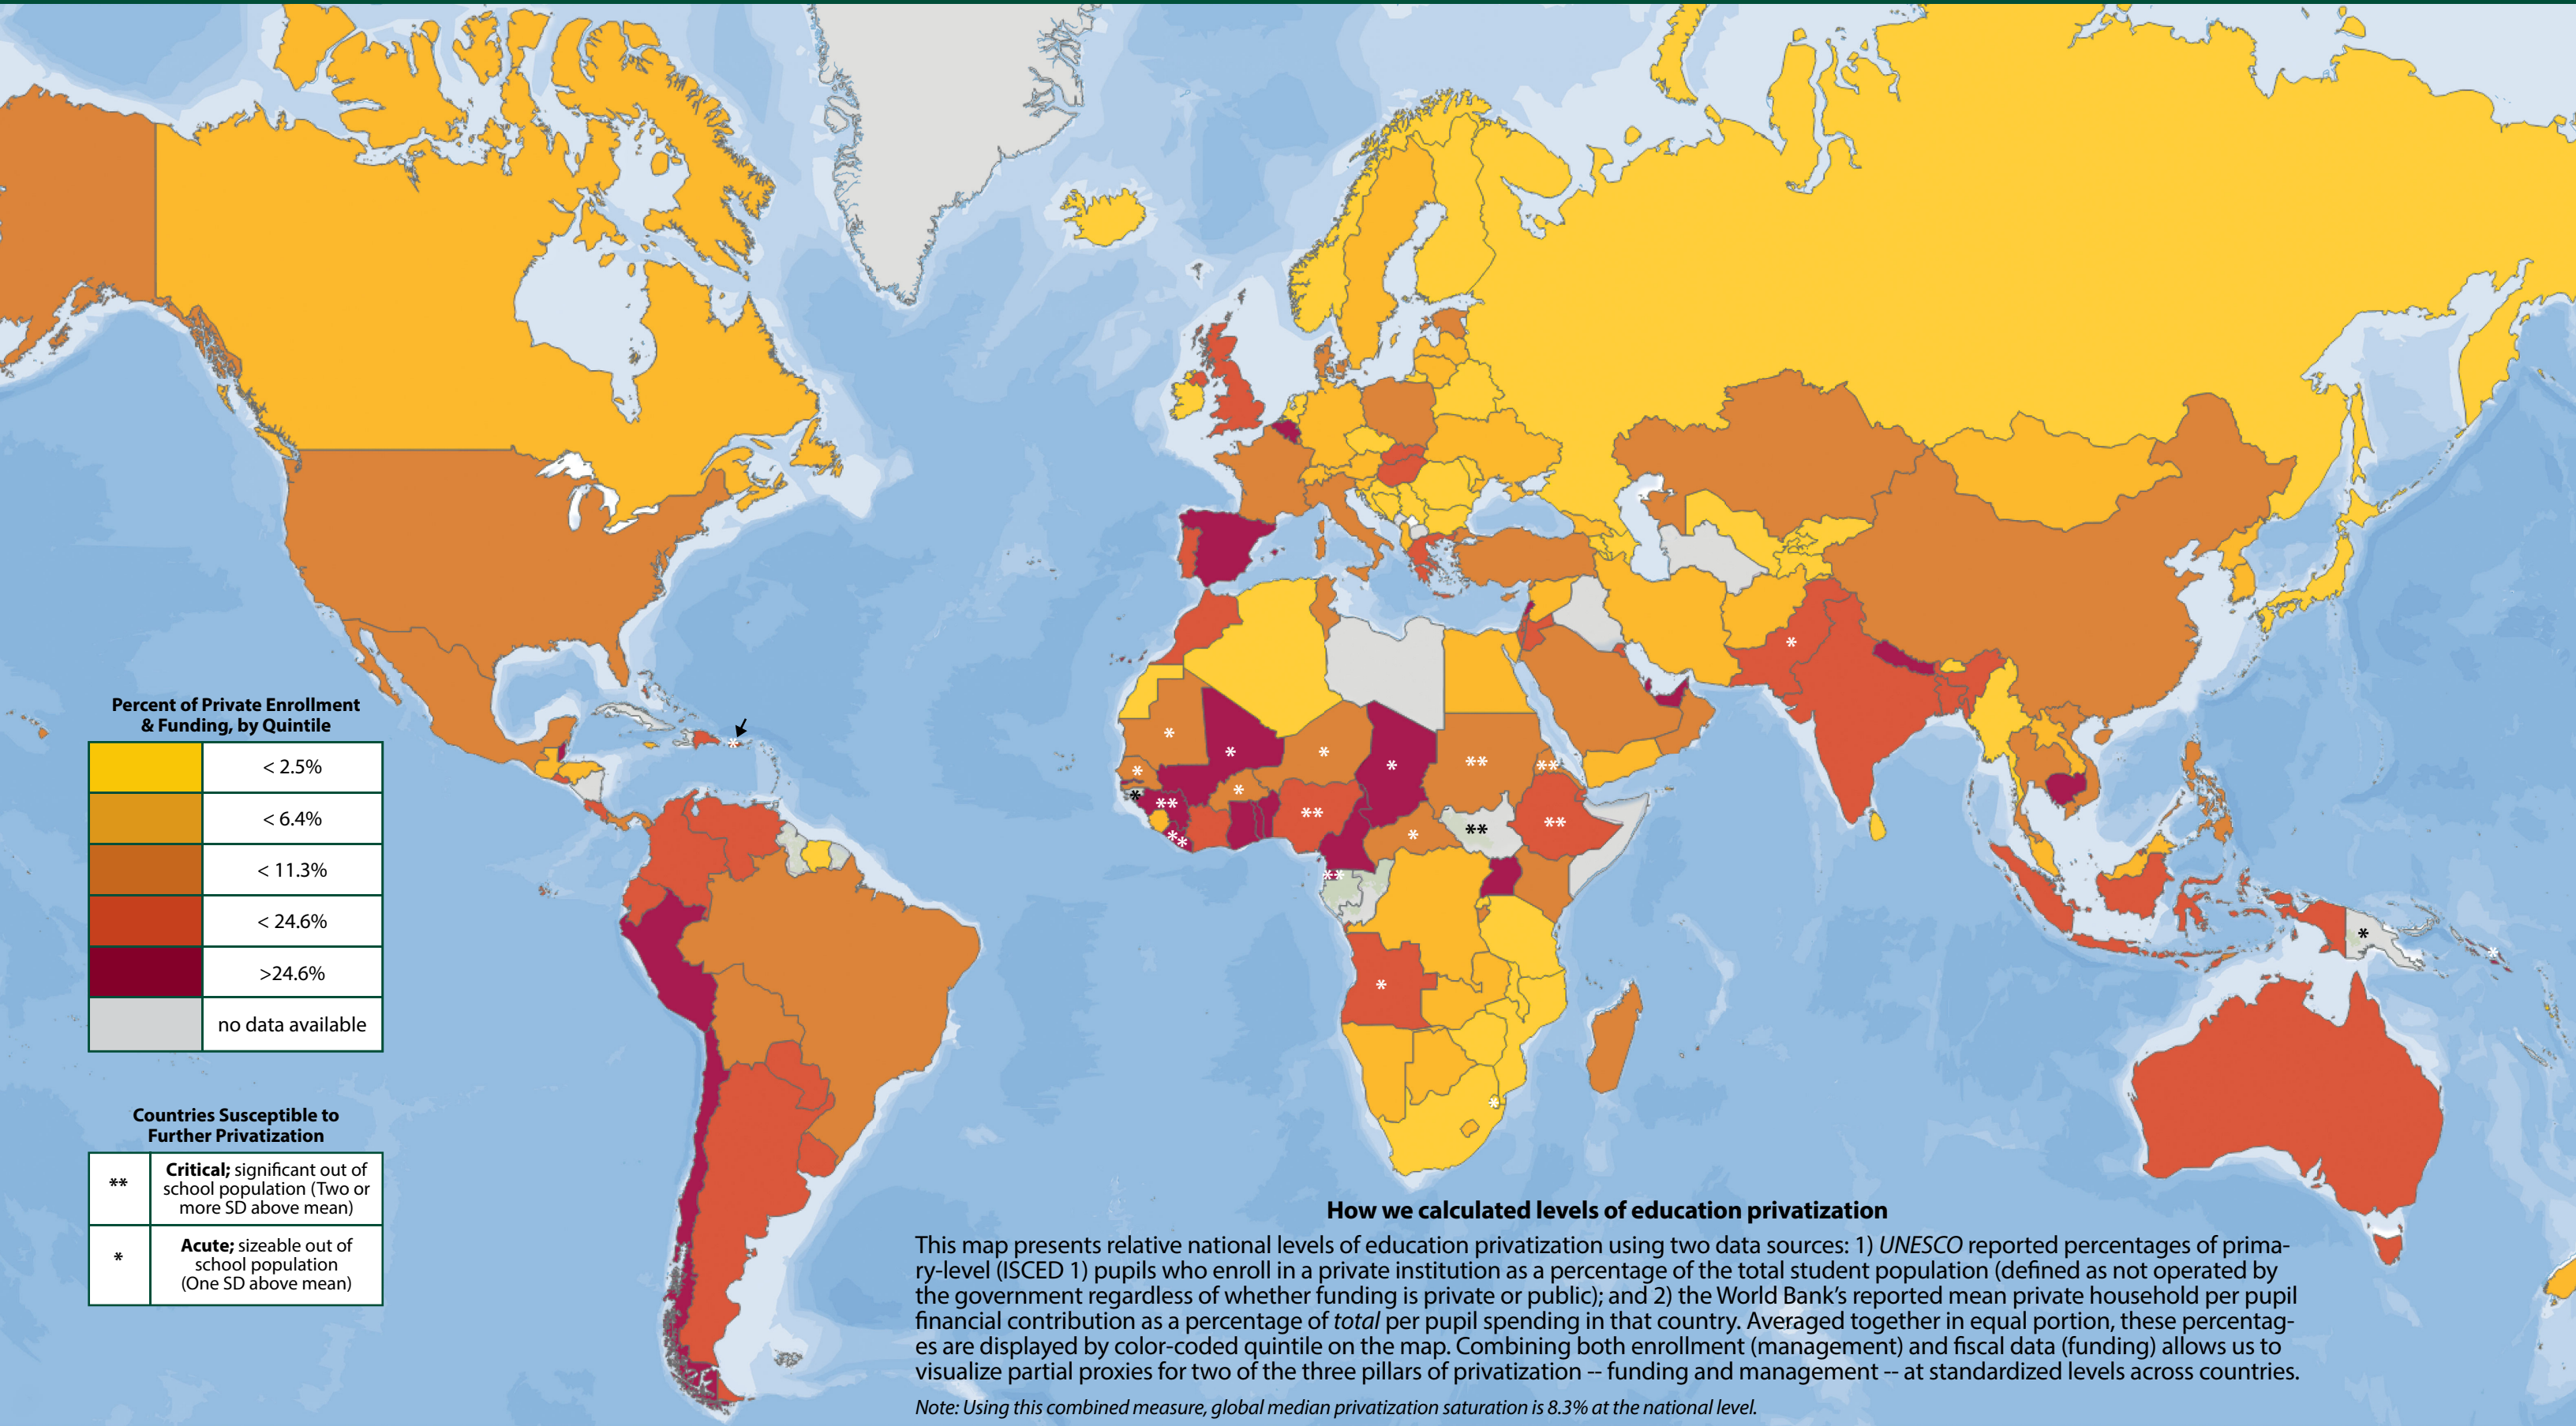 Percent of Private Enrollment
& Funding, by Quintile
< 2.5%
< 6.4%
< 11.3%
< 24.6%
>24.6%
no data available
Countries Susceptible to
Further Privatization
** Critical; significant out of
school population (Two or
more SD above mean)
* Acute; sizeable out of
school population
(One SD above mean)
*
*
*
*
*
**
**
*
*
*
*
**
**
*
**
**
**
*
*
*
*
*
How we calculated levels of education privatization
This map presents relative national levels of education privatization using two data sources: 1) UNESCO reported percentages of prima-
ry-level (ISCED 1) pupils who enroll in a private institution as a percentage of the total student population (defined as not operated by
the government regardless of whether funding is private or public); and 2) the World Bank’s reported mean private household per pupil
financial contribution as a percentage of total per pupil spending in that country. Averaged together in equal portion, these percentag-
es are displayed by color-coded quintile on the map. Combining both enrollment (management) and fiscal data (funding) allows us to
visualize partial proxies for two of the three pillars of privatization -- funding and management -- at standardized levels across countries.
Note: Using this combined measure, global median privatization saturation is 8.3% at the national level.